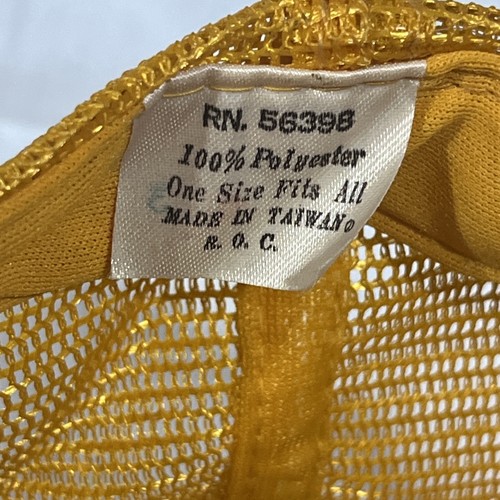 RN. 56398
100% Polyester
One Size Fits All
MADE IN TAIWAN
R. O. C.